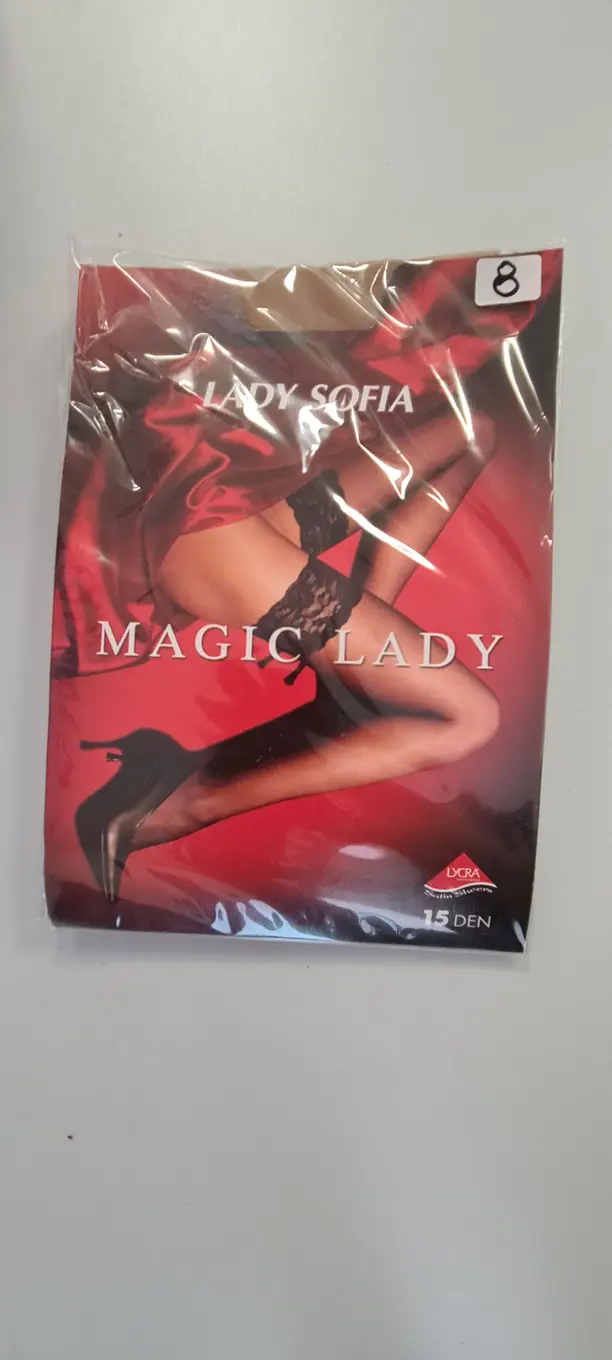 8
LADY SOFIA
MAGIC LADY
LYCRA
Satin Sheers
15 DEN